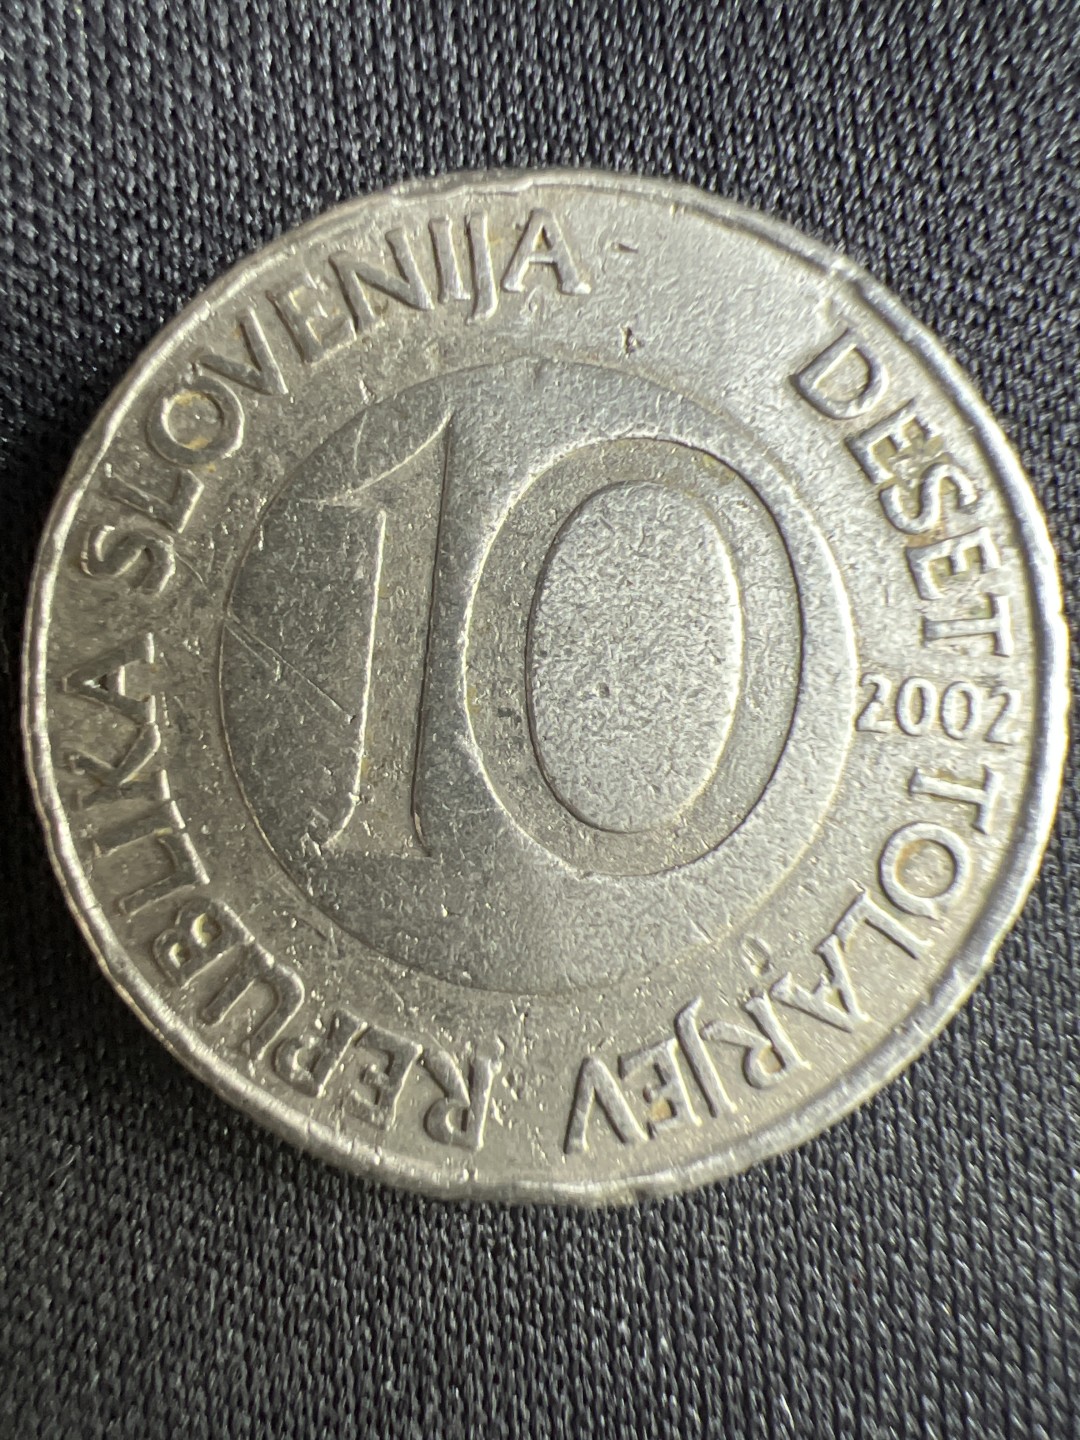 REPUBLIKA SLOVENIJA
DESET TOLARJEV
2002
10